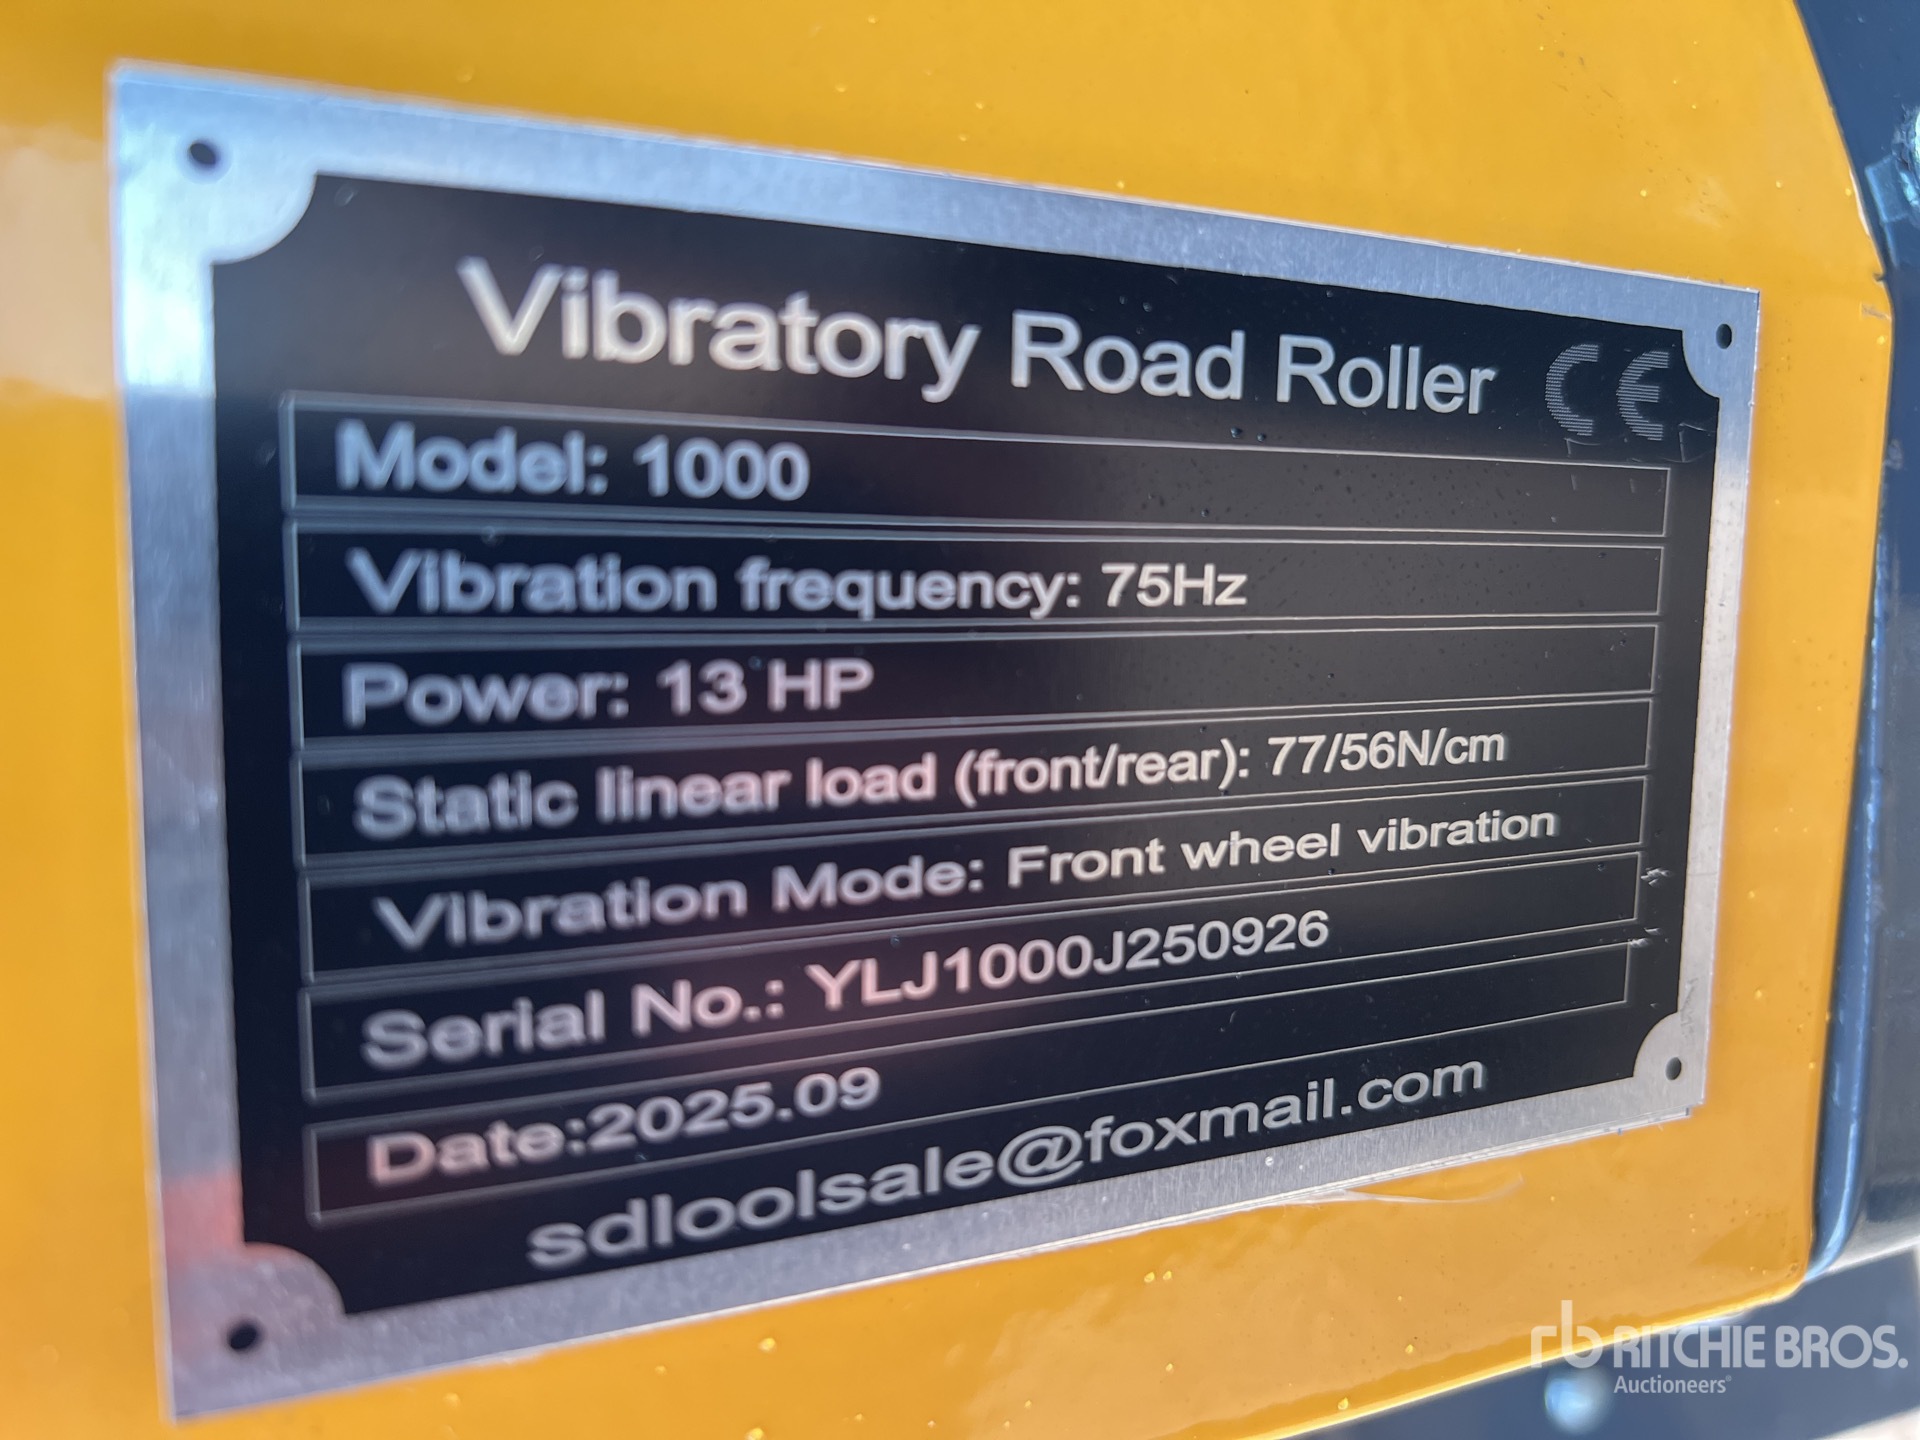 Vibratory Road Roller CE
Model: 1000
Vibration frequency: 75Hz
Power: 13 HP
Static linear load (front/rear): 77/56N/cm
Vibration Mode: Front wheel vibration
Serial No.: YLJ1000J250926
Date:2025.09
sdloolsale@foxmail.com
rb RITCHIE BROS.
Auctioneers